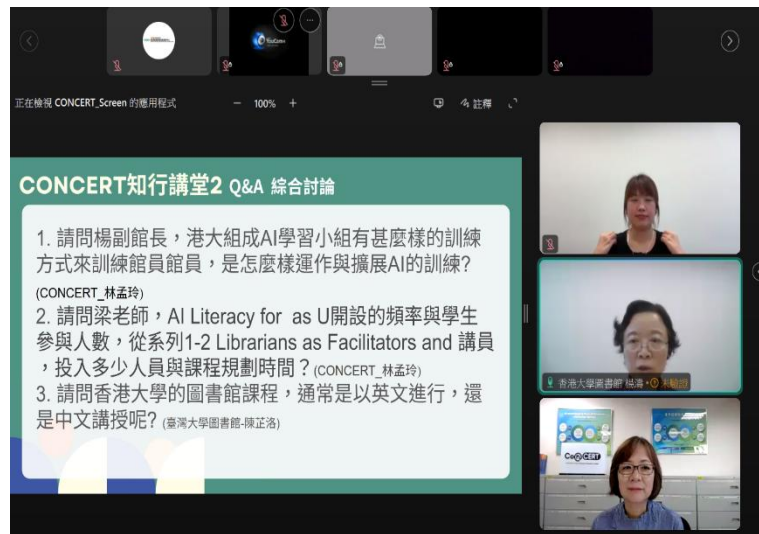 正在檢視 CONCERT_Screen 的應用程式
− 100% +
註釋
CONCERT知行講堂2 Q&A 綜合討論
1. 請問楊副館長，港大組成AI學習小組有甚麼樣的訓練
方式來訓練館員館員，是怎麼樣運作與擴展AI的訓練?
(CONCERT_林孟玲)
2. 請問梁老師，AI Literacy for as U開設的頻率與學生
參與人數，從系列1-2 Librarians as Facilitators and 講員
，投入多少人員與課程規劃時間？(CONCERT_林孟玲)
3. 請問香港大學的圖書館課程，通常是以英文進行，還
是中文講授呢? (臺灣大學圖書館-陳芷洛)
香港大學圖書館 楊濤 • 未驗證
CONCERT